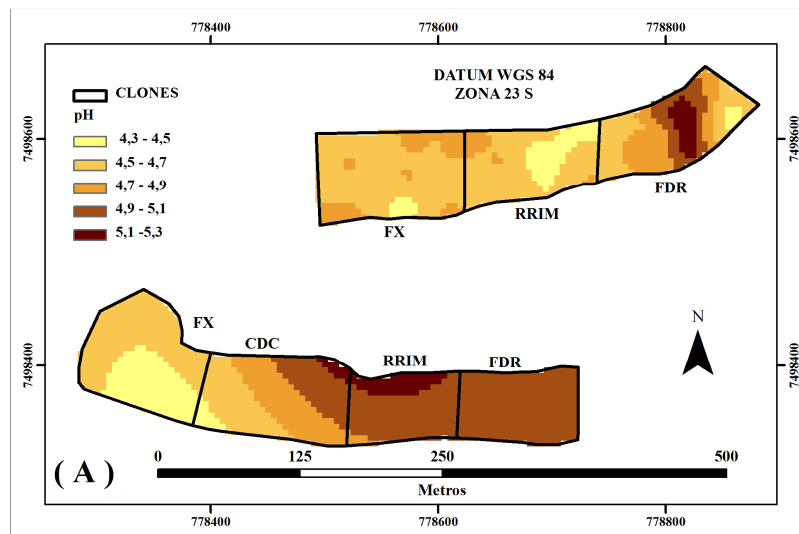 778400 778600 778800
DATUM WGS 84
ZONA 23 S
CLONES
pH
4,3 - 4,5
4,5 - 4,7
4,7 - 4,9
4,9 - 5,1
5,1 -5,3
7498600 7498600
FX RRIM FDR
FX CDC RRIM FDR
N
7498400 7498400
( A )
0 125 250 500
Metros
778400 778600 778800